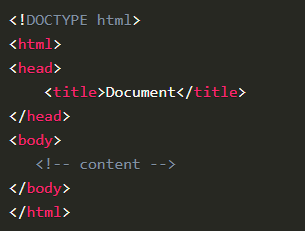 <!DOCTYPE html>
<html>
<head>
    <title>Document</title>
</head>
<body>
   <!-- content -->
</body>
</html>